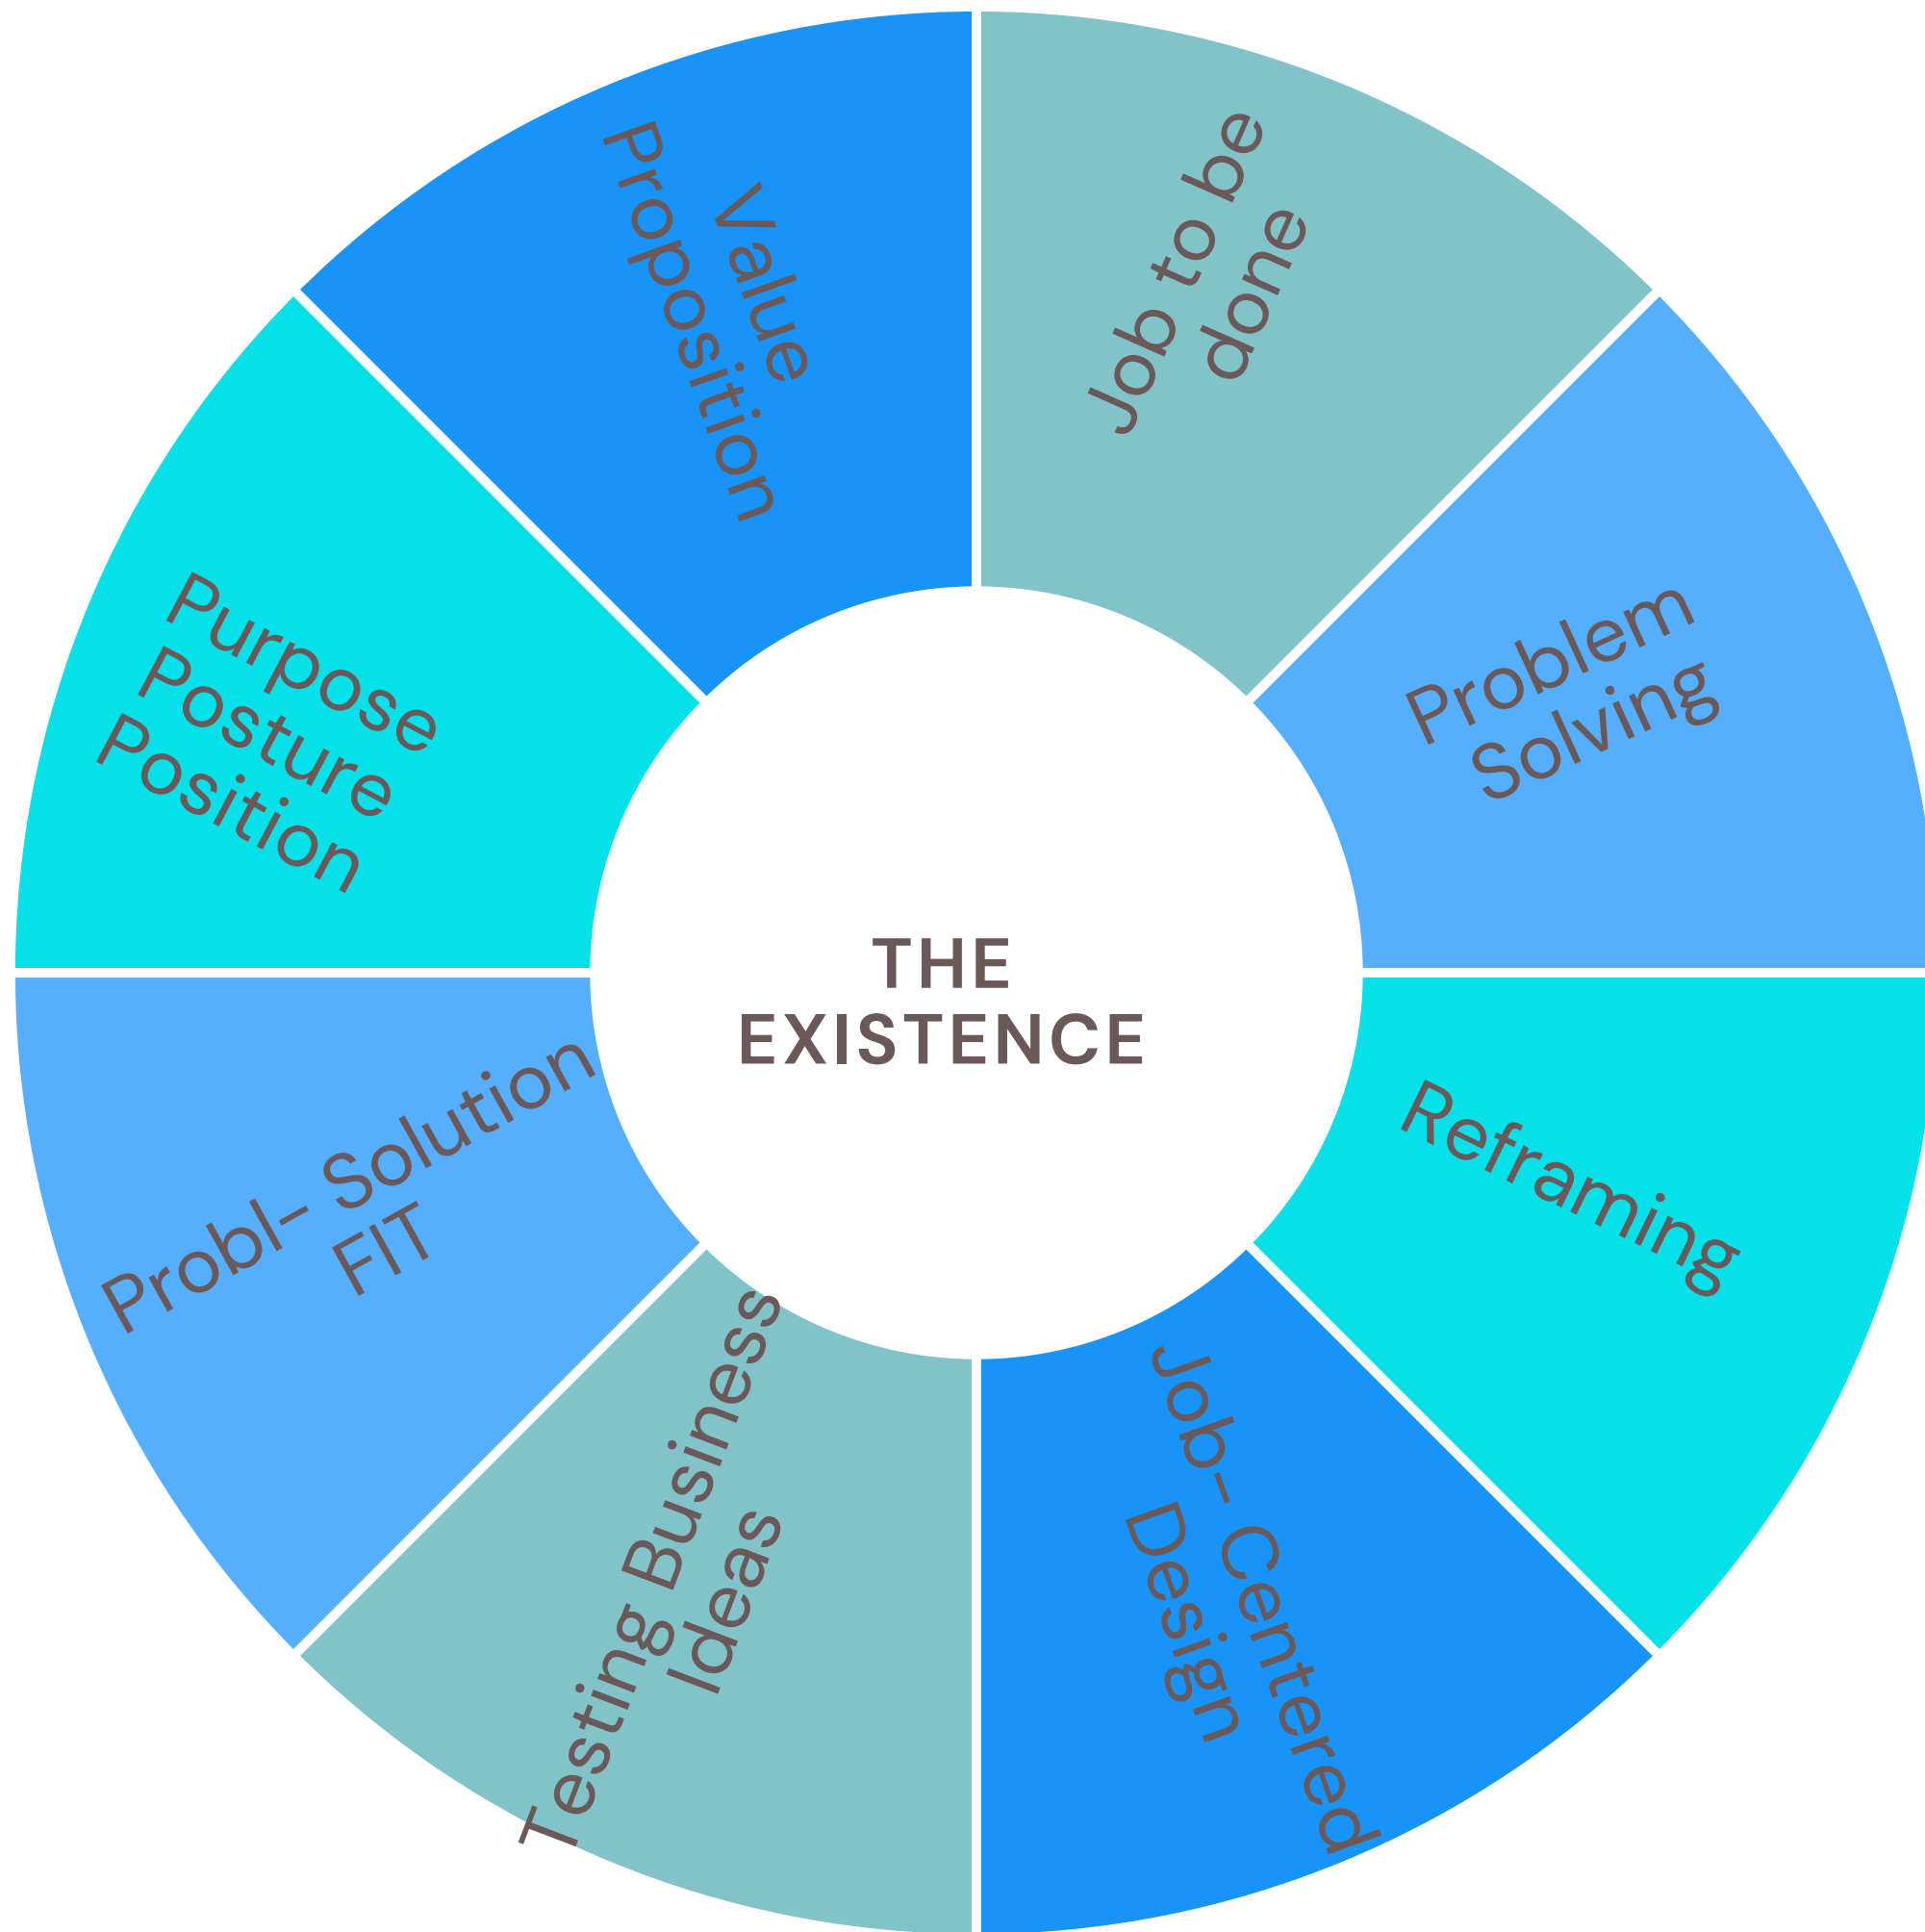 Job to be
done
Problem
solving
Reframing
Job- Centered
Design
Testing Business
Ideas
Probl- Solution
FIT
Purpose
Posture
Position
Value
Proposition
THE
EXISTENCE